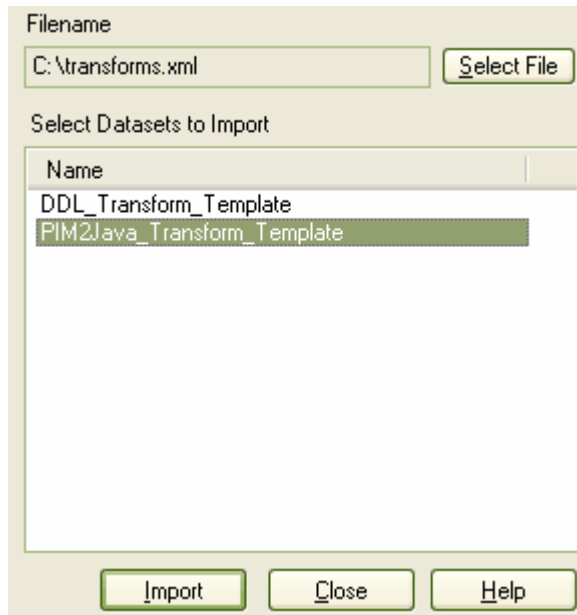 Filename
C:\transforms.xml Select File
Select Datasets to Import
Name
DDL_Transform_Template
PIM2Java_Transform_Template
Import Close Help